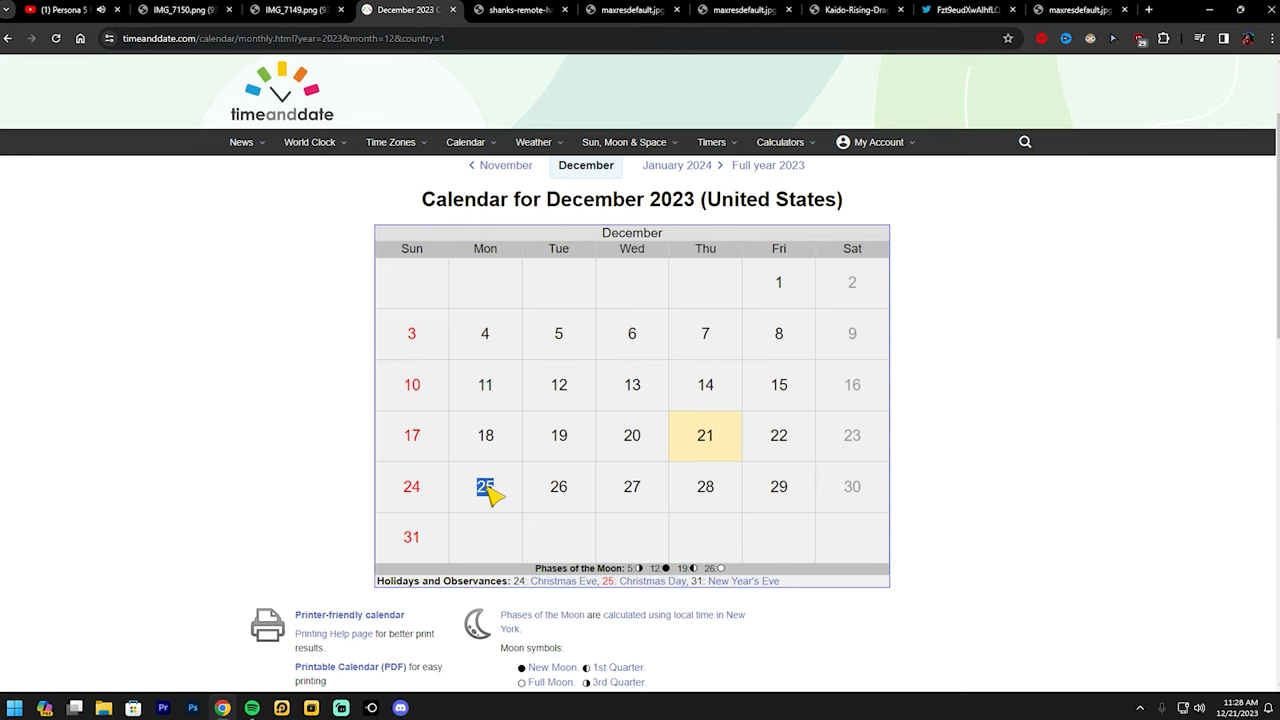 Persona 5
IMG_7150.png (93
IMG_7149.png (93
December 2023 C
shanks-remote-ha
maxresdefault.jpg
maxresdefault.jpg
Kaido-Rising-Drag
Fzt9eudXwAIhfLO
maxresdefault.jpg
timeanddate.com/calendar/monthly.html?year=2023&month=12&country=1
29
timeanddate
News World Clock Time Zones Calendar Weather Sun, Moon & Space Timers Calculators My Account
November December January 2024 Full year 2023
Calendar for December 2023 (United States)
December
Sun Mon Tue Wed Thu Fri Sat
1 2
3 4 5 6 7 8 9
10 11 12 13 14 15 16
17 18 19 20 21 22 23
24 25 26 27 28 29 30
31
Phases of the Moon: 5: 12: 19: 26:
Holidays and Observances: 24: Christmas Eve, 25: Christmas Day, 31: New Year's Eve
Printer-friendly calendar
Printing Help page for better print
results.
Printable Calendar (PDF) for easy
printing
Phases of the Moon are calculated using local time in New
York.
Moon symbols:
New Moon. 1st Quarter.
Full Moon. 3rd Quarter.
Pr Ps
11:28 AM
12/21/2023